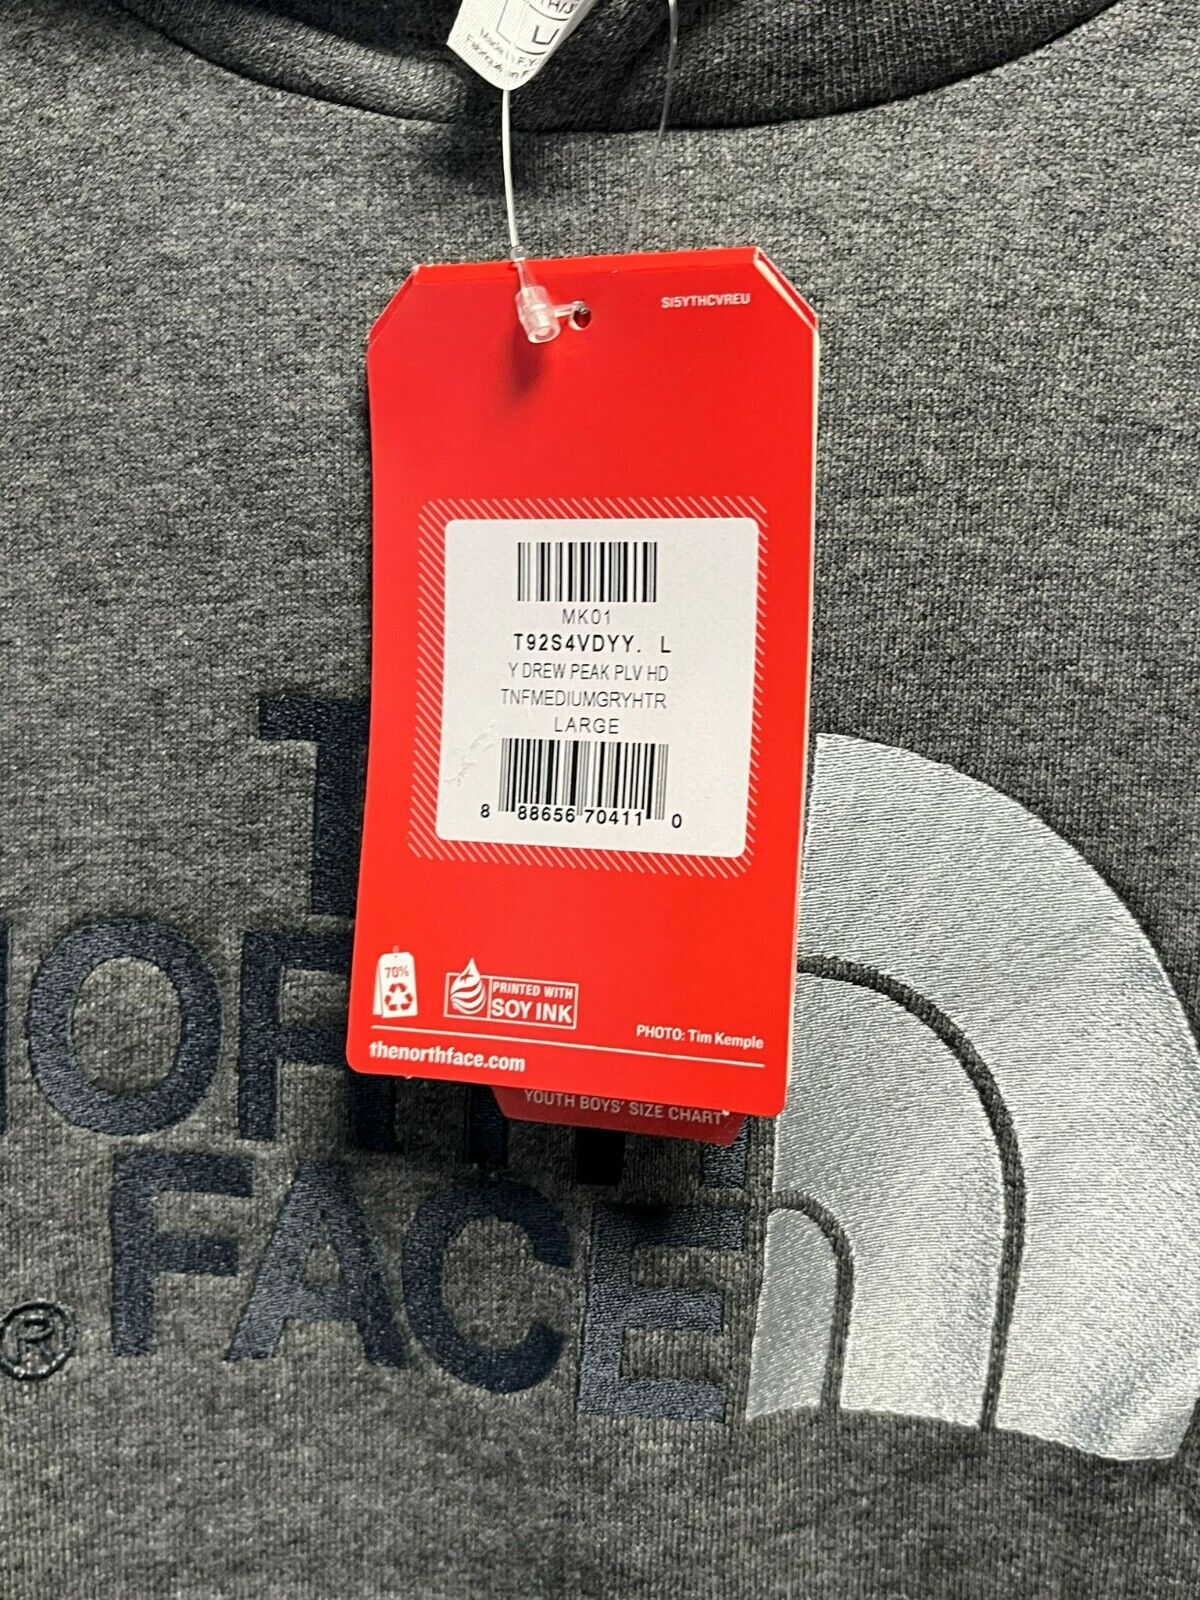 SI5YTHCVREU
MK01
T92S4VDYY. L
Y DREW PEAK PLV HD
TNFMEDIUMGRYHTR
LARGE
8 88656 70411 0
70%
PRINTED WITH
SOY INK
PHOTO: Tim Kemple
thenorthface.com
YOUTH BOYS' SIZE CHART
FACE
®